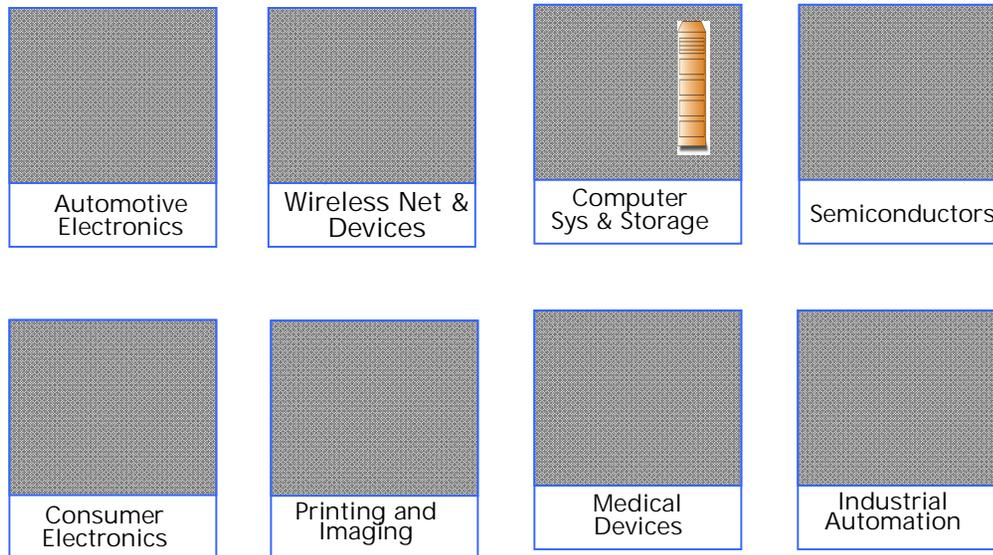 Automotive
Electronics
Wireless Net &
Devices
Computer
Sys & Storage
Semiconductors
Consumer
Electronics
Printing and
Imaging
Medical
Devices
Industrial
Automation